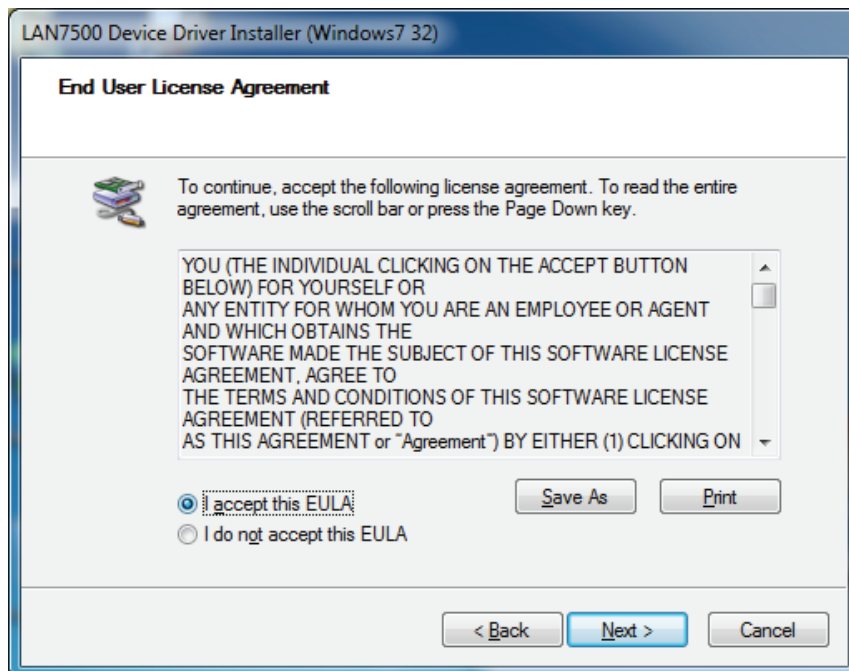 LAN7500 Device Driver Installer (Windows7 32)
End User License Agreement
To continue, accept the following license agreement. To read the entire
agreement, use the scroll bar or press the Page Down key.
YOU (THE INDIVIDUAL CLICKING ON THE ACCEPT BUTTON
BELOW) FOR YOURSELF OR
ANY ENTITY FOR WHOM YOU ARE AN EMPLOYEE OR AGENT
AND WHICH OBTAINS THE
SOFTWARE MADE THE SUBJECT OF THIS SOFTWARE LICENSE
AGREEMENT, AGREE TO
THE TERMS AND CONDITIONS OF THIS SOFTWARE LICENSE
AGREEMENT (REFERRED TO
AS THIS AGREEMENT or "Agreement") BY EITHER (1) CLICKING ON
I accept this EULA
Save As
Print
I do not accept this EULA
< Back
Next >
Cancel